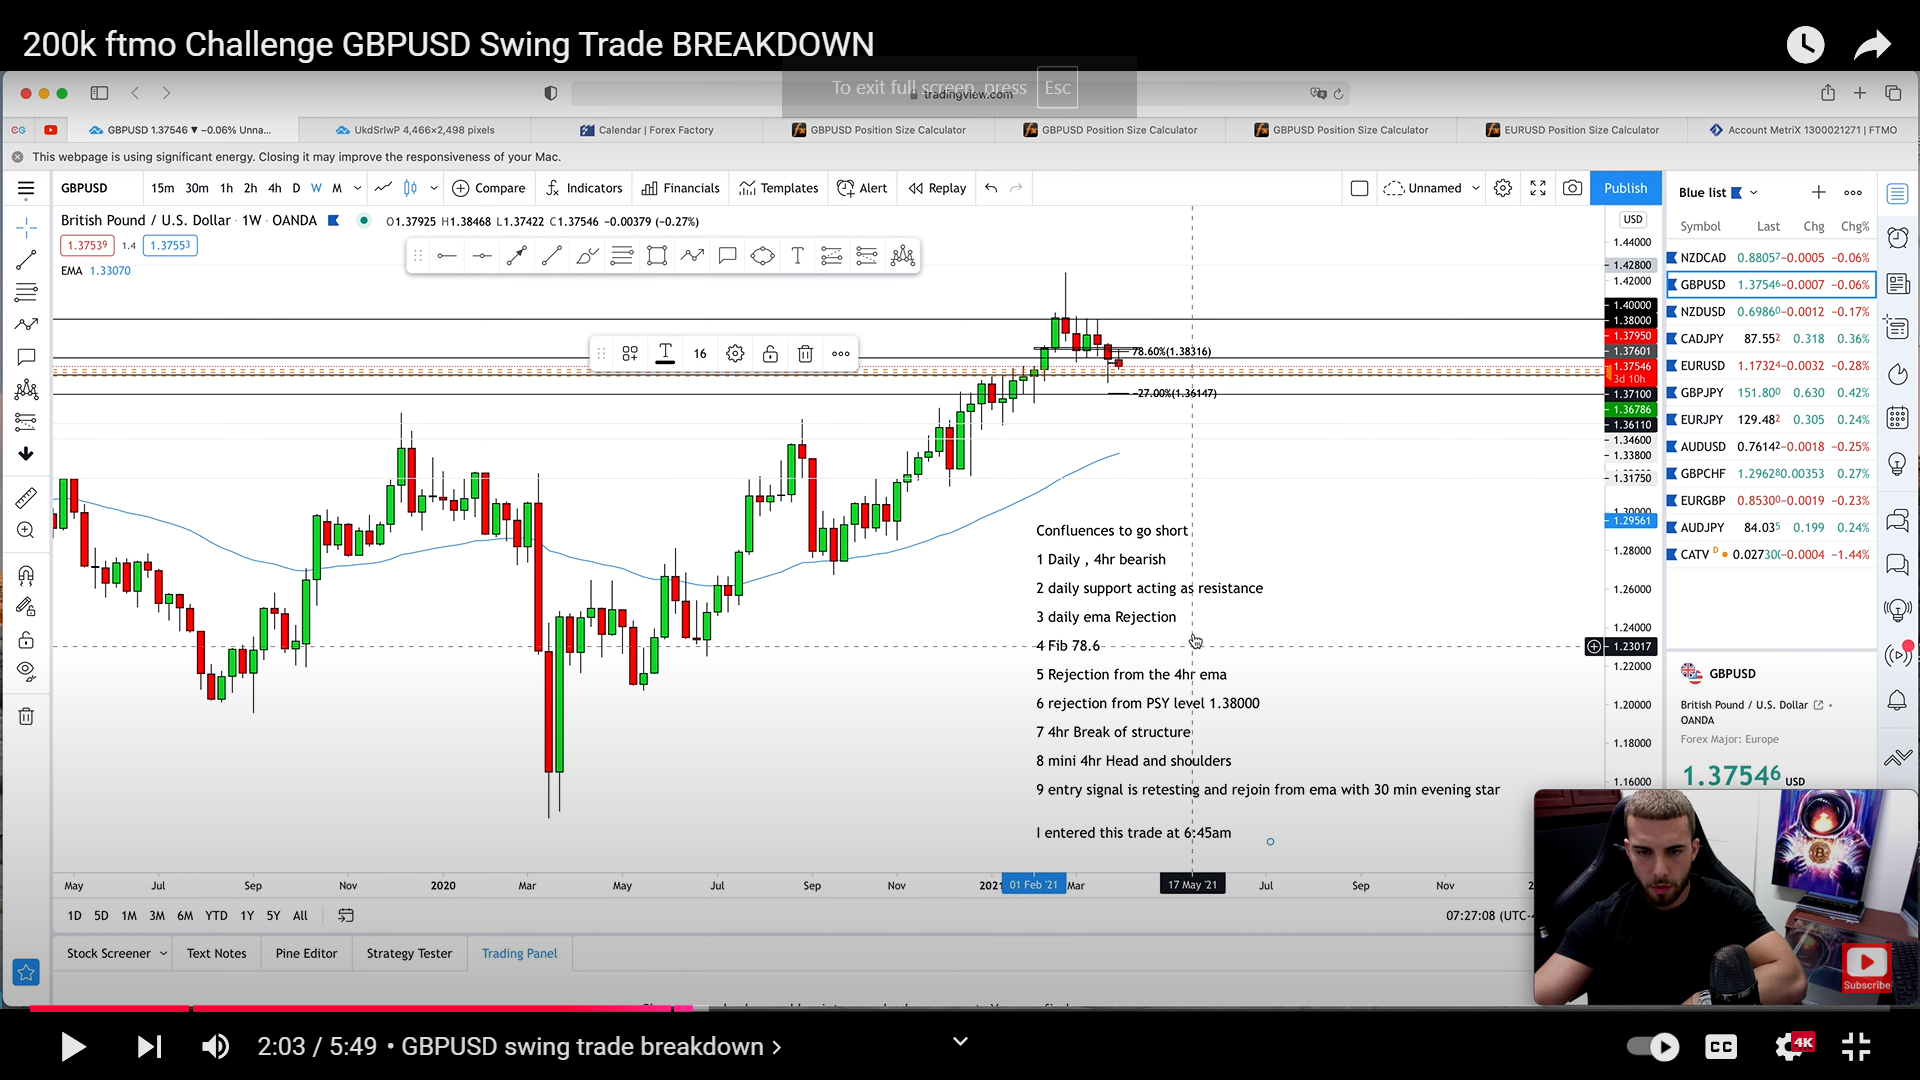 200k ftmo Challenge GBPUSD Swing Trade BREAKDOWN
To exit full screen, press Esc
tradingview.com
CG
GBPUSD 1.37546 ▼ −0.06% Unna...
UkdSrlwP 4,466×2,498 pixels
Calendar | Forex Factory
GBPUSD Position Size Calculator
GBPUSD Position Size Calculator
GBPUSD Position Size Calculator
EURUSD Position Size Calculator
Account MetriX 1300021271 | FTMO
This webpage is using significant energy. Closing it may improve the responsiveness of your Mac.
GBPUSD 15m 30m 1h 2h 4h D W M Compare Indicators Financials Templates Alert Replay Unnamed Publish
British Pound / U.S. Dollar · 1W · OANDA O1.37925 H1.38468 L1.37422 C1.37546 −0.00379 (−0.27%)
1.37539 1.4 1.37553
EMA 1.33070
T
T 16
78.60%(1.38316)
-27.00%(1.36147)
Confluences to go short
1 Daily , 4hr bearish
2 daily support acting as resistance
3 daily ema Rejection
4 Fib 78.6
5 Rejection from the 4hr ema
6 rejection from PSY level 1.38000
7 4hr Break of structure
8 mini 4hr Head and shoulders
9 entry signal is retesting and rejoin from ema with 30 min evening star
I entered this trade at 6:45am
USD
1.44000
1.42800
1.42000
1.40000
1.38000
1.37950
1.37601
1.37546
3d 10h
1.37100
1.36786
1.36110
1.34600
1.33800
1.31750
1.30000
1.29561
1.28000
1.26000
1.24000
1.23017
1.22000
1.20000
1.18000
1.16000
May Jul Sep Nov 2020 Mar May Jul Sep Nov 2021 01 Feb '21 Mar 17 May '21 Jul Sep Nov
1D 5D 1M 3M 6M YTD 1Y 5Y All
07:27:08 (UTC-
Stock Screener Text Notes Pine Editor Strategy Tester Trading Panel
Blue list
Symbol Last Chg Chg%
NZDCAD 0.88057 −0.0005 −0.06%
GBPUSD 1.37546 −0.0007 −0.06%
NZDUSD 0.69860 −0.0012 −0.17%
CADJPY 87.552 0.318 0.36%
EURUSD 1.17324 −0.0032 −0.28%
GBPJPY 151.800 0.630 0.42%
EURJPY 129.482 0.305 0.24%
AUDUSD 0.76142 −0.0018 −0.25%
GBPCHF 1.29628 0.00353 0.27%
EURGBP 0.85300 −0.0019 −0.23%
AUDJPY 84.035 0.199 0.24%
CATV D 0.02730( −0.0004 −1.44%
GBPUSD
British Pound / U.S. Dollar
OANDA
Forex Major: Europe
1.37546 USD
Subscribe
2:03 / 5:49 • GBPUSD swing trade breakdown
CC
4K